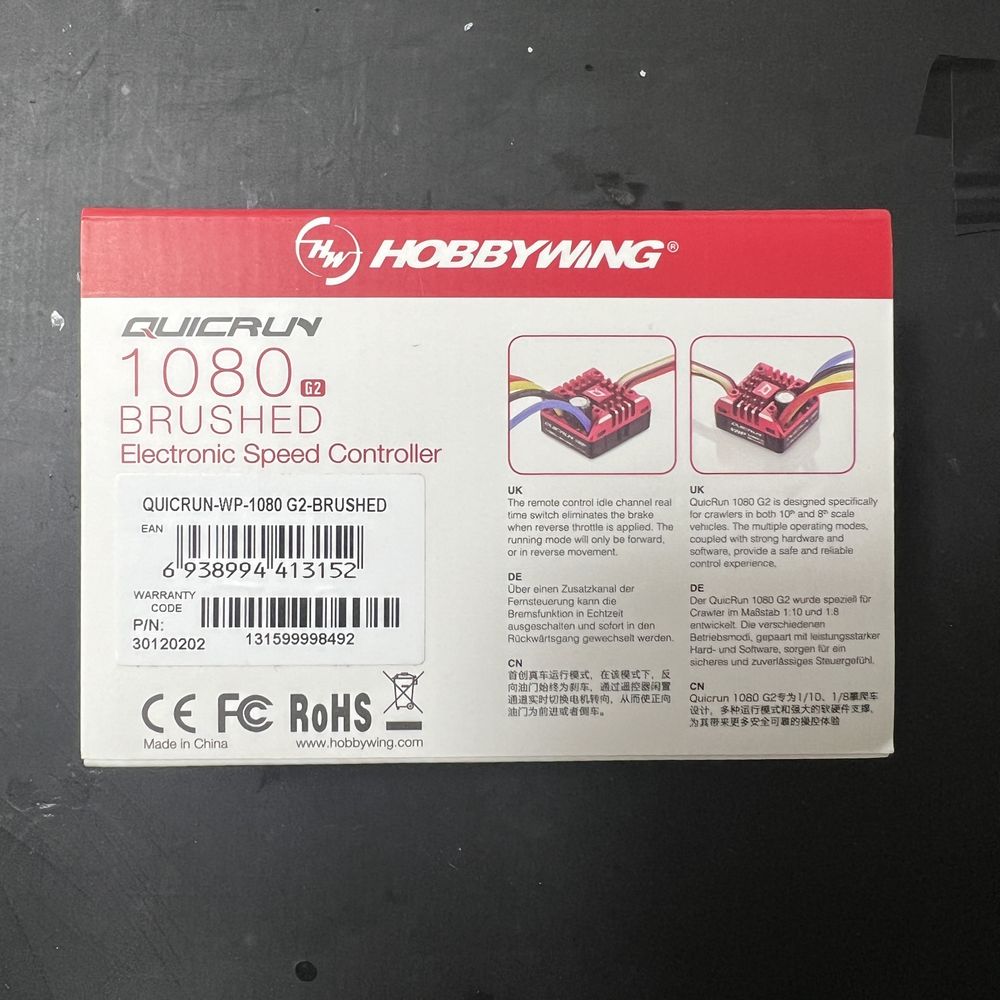 HW HOBBYWING®
QUICRUN
1080 G2
BRUSHED
Electronic Speed Controller
QUICRUN-WP-1080 G2-BRUSHED
EAN
6 938994 413152
WARRANTY
CODE
P/N:
30120202
131599998492
CE FC RoHS
Made in China
www.hobbywing.com
QUICRUN
UK
The remote control idle channel real
time switch eliminates the brake
when reverse throttle is applied. The
running mode will only be forward,
or in reverse movement.
DE
Über einen Zusatzkanal der
Fernsteuerung kann die
Bremsfunktion in Echtzeit
ausgeschalten und sofort in den
Rückwärtsgang gewechselt werden.
CN
首创真车运行模式，在该模式下，反
向油门始终为刹车，通过遥控器闲置
通道实时切换电机转向，从而使正向
油门为前进或者倒车。
QUICRUN
UK
QuicRun 1080 G2 is designed specifically
for crawlers in both 10th and 8th scale
vehicles. The multiple operating modes,
coupled with strong hardware and
software, provide a safe and reliable
control experience.
DE
Der QuicRun 1080 G2 wurde speziell für
Crawler im Maßstab 1:10 und 1:8
entwickelt. Die verschiedenen
Betriebsmodi, gepaart mit leistungsstarker
Hard- und Software, sorgen für ein
sicheres und zuverlässiges Steuergefühl.
CN
Quicrun 1080 G2专为1/10、1/8攀爬车
设计，多种运行模式和强大的软硬件支撑，
为其带来更多安全可靠的操控体验